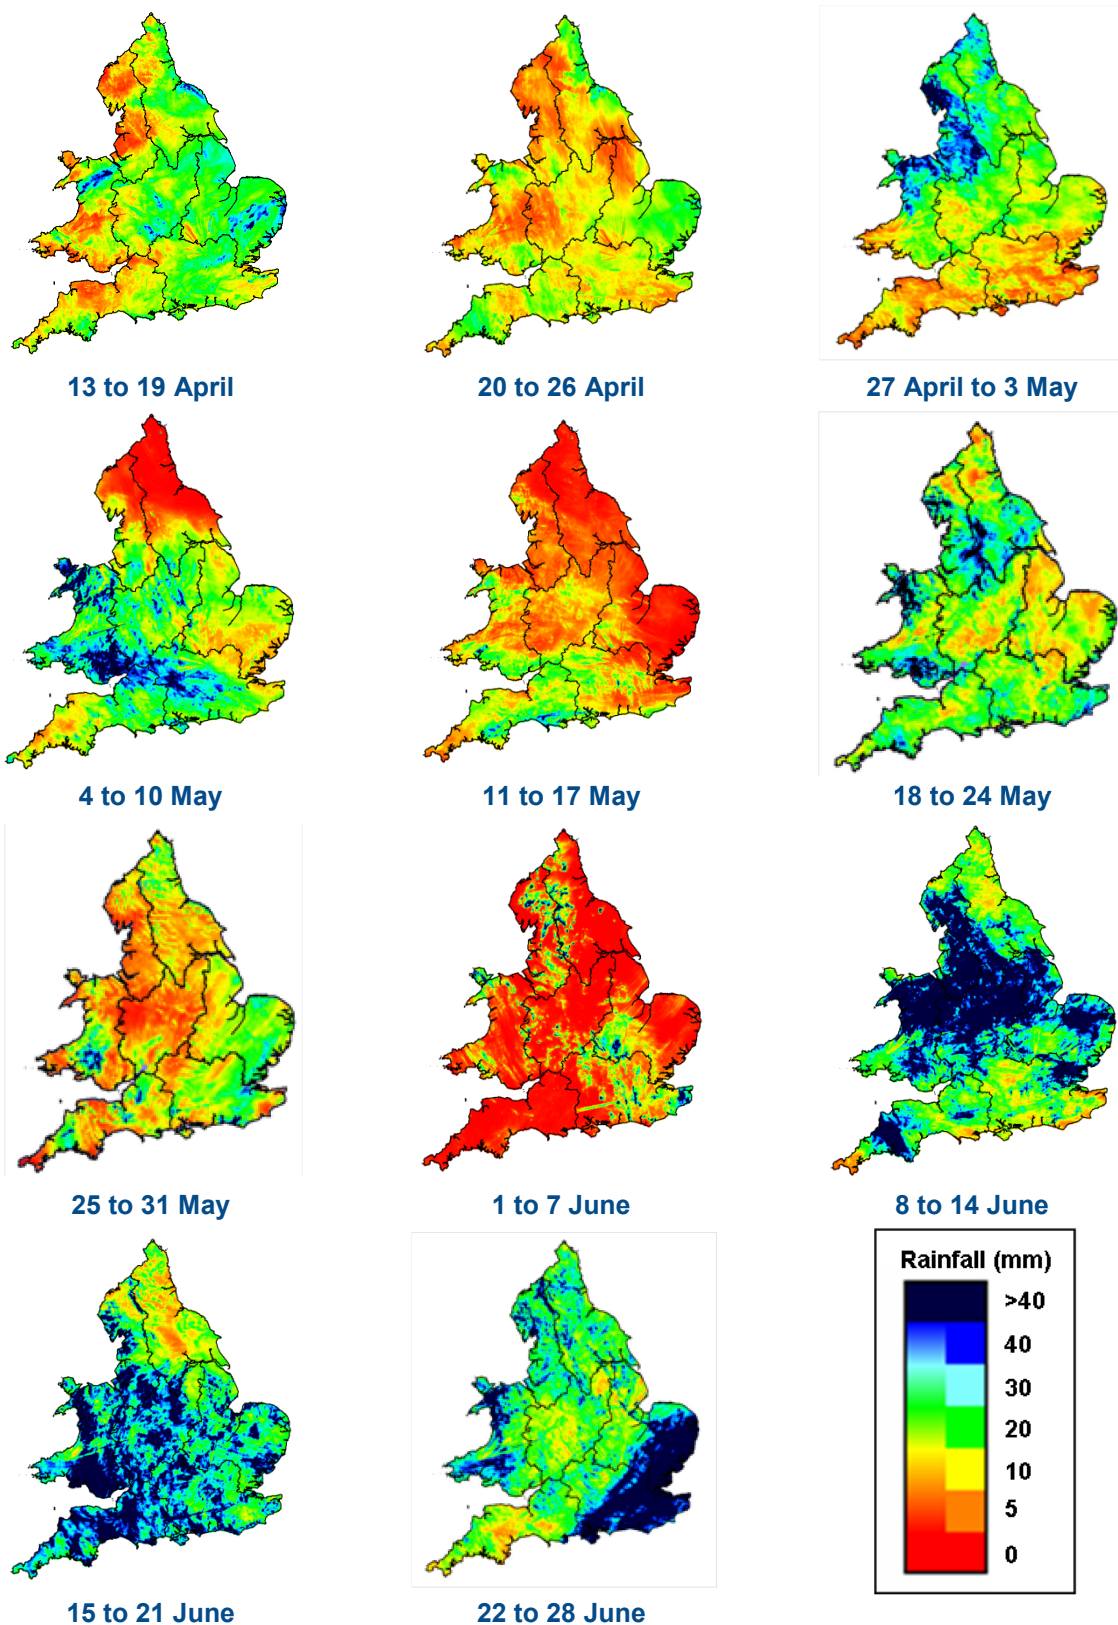 13 to 19 April
20 to 26 April
27 April to 3 May
4 to 10 May
11 to 17 May
18 to 24 May
25 to 31 May
1 to 7 June
8 to 14 June
Rainfall (mm)
>40
40
30
20
10
5
0
15 to 21 June
22 to 28 June